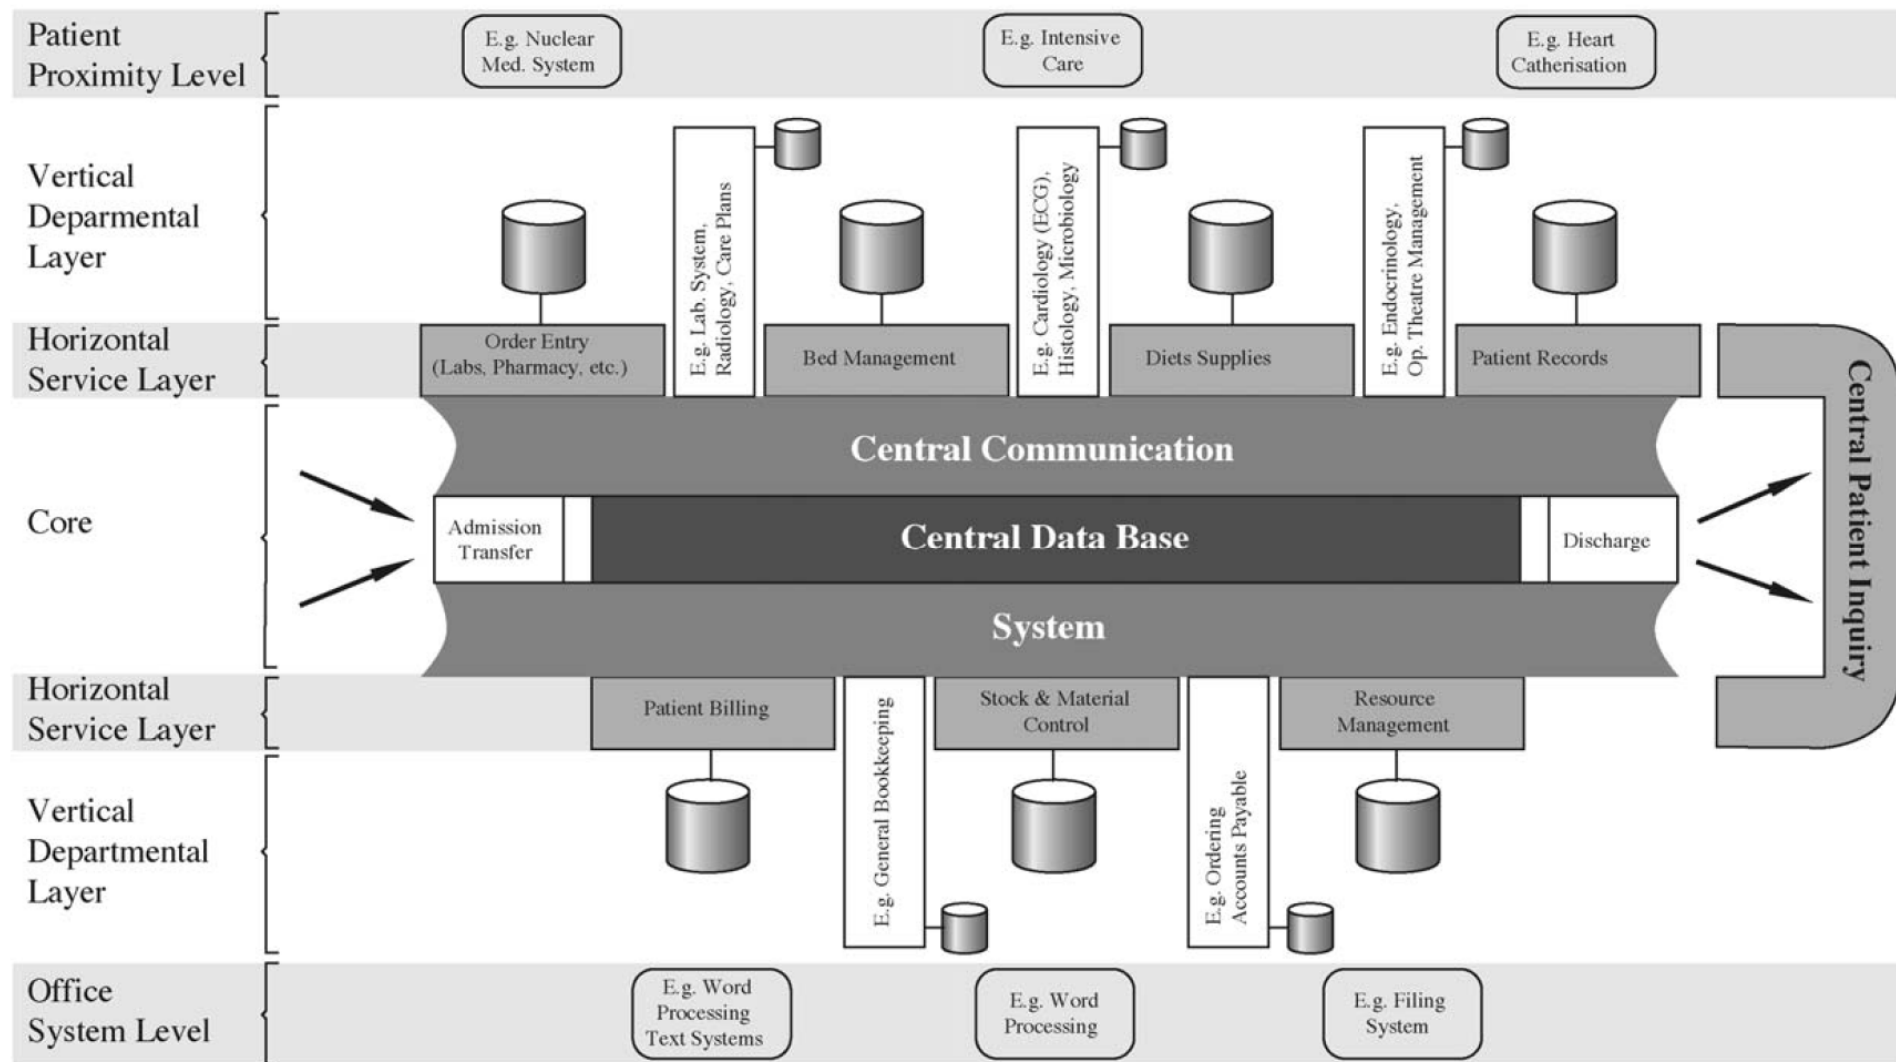 Patient
Proximity Level
E.g. Nuclear
Med. System
E.g. Intensive
Care
E.g. Heart
Catherisation
Vertical
Deparmental
Layer
E.g. Lab. System,
Radiology, Care Plans
E.g. Cardiology (ECG),
Histology, Microbiology
E.g. Endocrinology,
Op. Theatre Management
Horizontal
Service Layer
Order Entry
(Labs, Pharmacy, etc.)
Bed Management
Diets Supplies
Patient Records
Central Patient Inquiry
Core
Central Communication
Admission
Transfer
Central Data Base
Discharge
System
Horizontal
Service Layer
Patient Billing
Stock & Material
Control
Resource
Management
Vertical
Departmental
Layer
E.g. General Bookkeeping
E.g. Ordering
Accounts Payable
Office
System Level
E.g. Word
Processing
Text Systems
E.g. Word
Processing
E.g. Filing
System